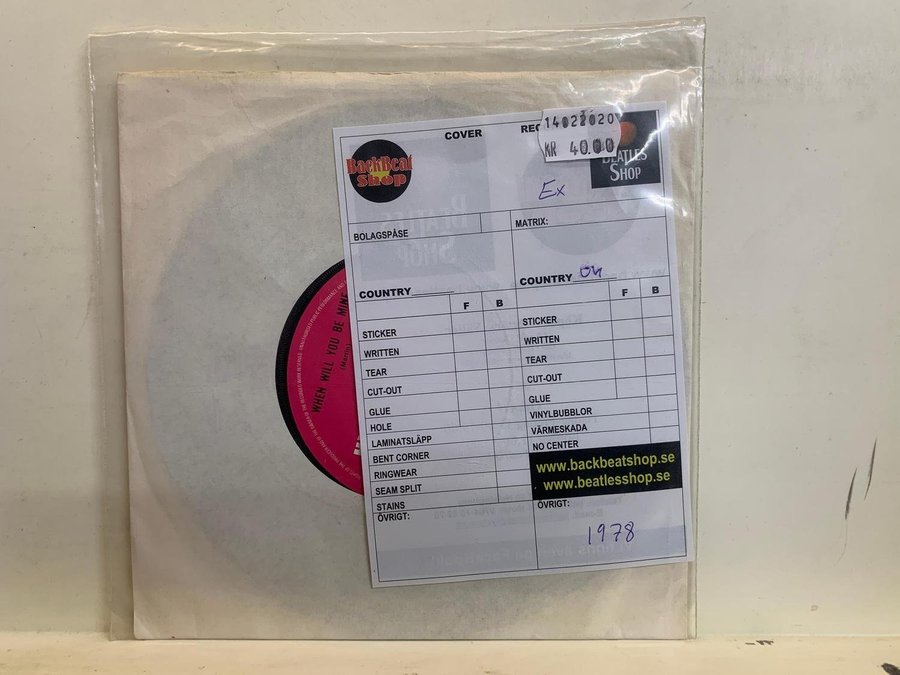 COVER
14022020
KR 40.00
BackBeat
Shop
BEATLES
SHOP
Ex
BOLAGSPÅSE
MATRIX:
COUNTRY
COUNTRY
F B
F B
STICKER
WRITTEN
TEAR
CUT-OUT
GLUE
HOLE
LAMINATSLÄPP
BENT CORNER
RINGWEAR
SEAM SPLIT
STAINS
ÖVRIGT:
STICKER
WRITTEN
TEAR
CUT-OUT
GLUE
VINYLBUBBLOR
VÄRMESKADA
NO CENTER
www.backbeatshop.se
www.beatlesshop.se
ÖVRIGT:
1978
WHEN WILL YOU BE MINE